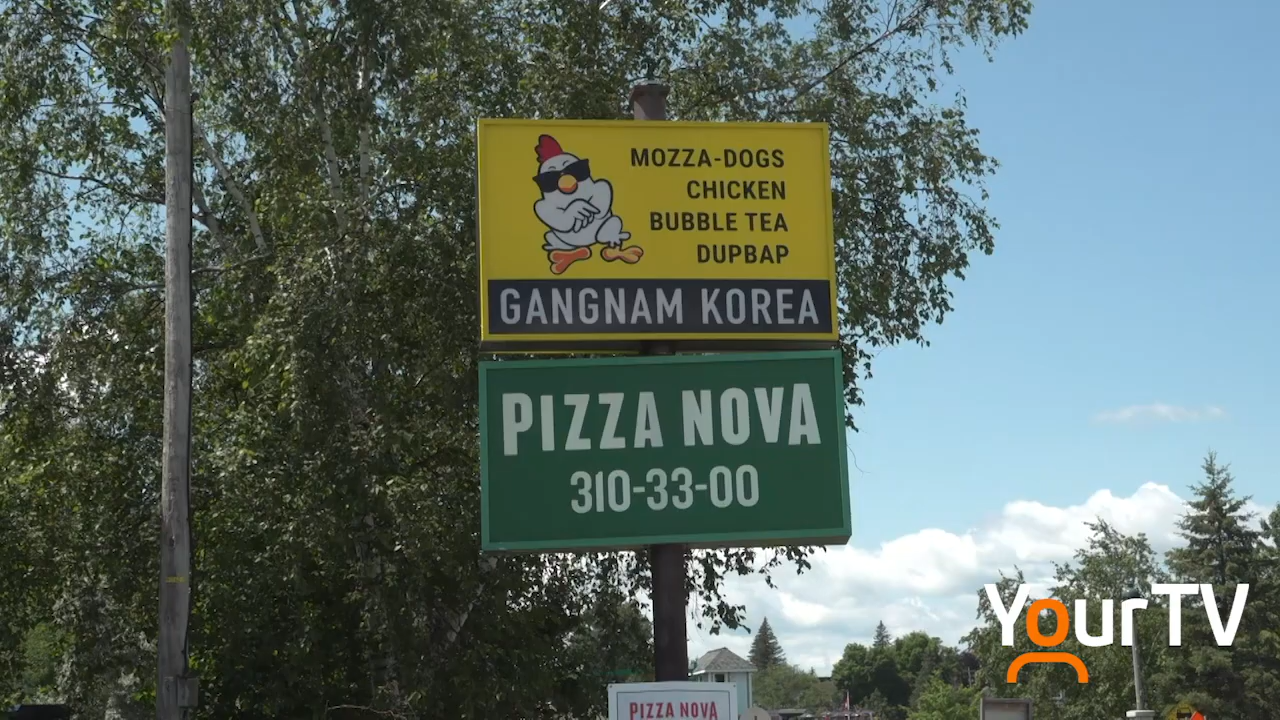 MOZZA-DOGS
CHICKEN
BUBBLE TEA
DUPBAP
GANGNAM KOREA
PIZZA NOVA
310-33-00
PIZZA NOVA
YourTV